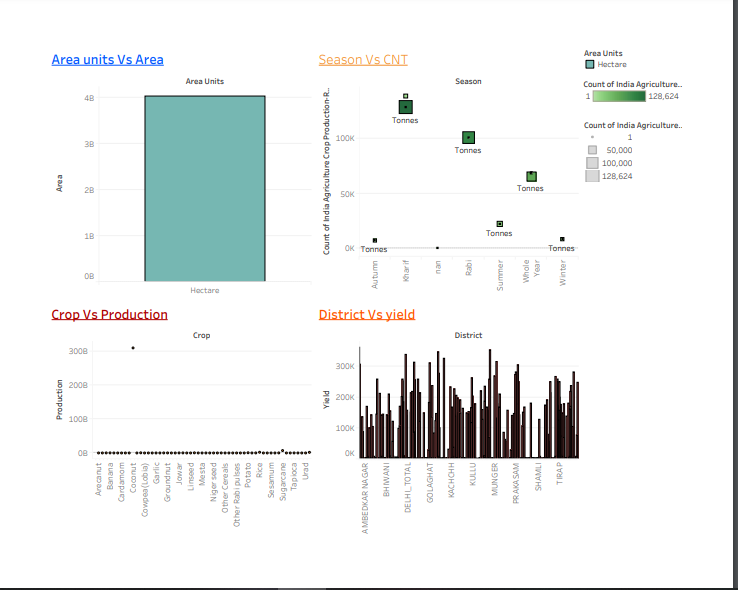 Area units Vs Area
Area Units
Area
4B
3B
2B
1B
0B
Hectare
Season Vs CNT
Season
Count of India Agriculture Crop Production-R..
100K
50K
0K
Tonnes
Tonnes
Tonnes
Tonnes
Tonnes
Tonnes
Autumn
Kharif
nan
Rabi
Summer
Whole
Year
Winter
Area Units
Hectare
Count of India Agriculture..
1 128,624
Count of India Agriculture..
1
50,000
100,000
128,624
Crop Vs Production
Crop
Production
300B
200B
100B
0B
Arecanut
Banana
Cardamom
Coconut
Cowpea(Lobia)
Garlic
Groundnut
Jowar
Linseed
Mesta
Niger seed
Other Cereals
Other Rabi pulses
Potato
Rice
Sesamum
Sugarcane
Tapioca
Urad
District Vs yield
District
Yield
300K
200K
100K
0K
AMBEDKAR NAGAR
BHIWANI
DELHI_TOTAL
GOLAGHAT
KACHCHH
KULLU
MUNGER
PRAKASAM
SHAMLI
TIRAP